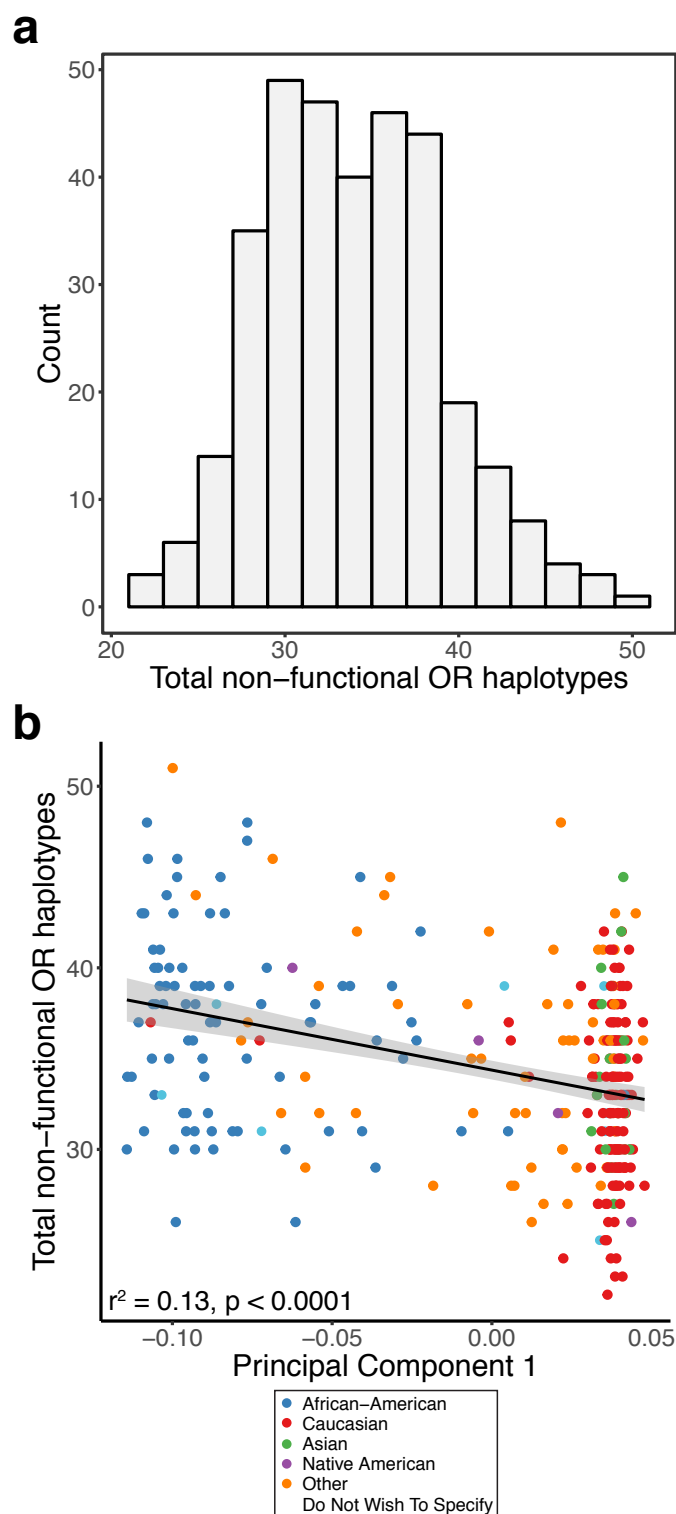 a
50
40
30
20
10
0
Count
20 30 40 50
Total non−functional OR haplotypes
b
50
40
30
Total non−functional OR haplotypes
r² = 0.13, p < 0.0001
−0.10 −0.05 0.00 0.05
Principal Component 1
African−American
Caucasian
Asian
Native American
Other
Do Not Wish To Specify